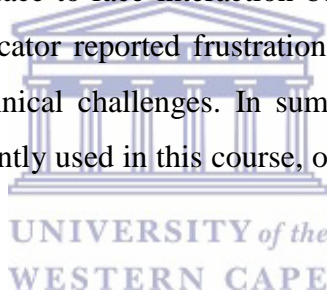 face to face interaction b
cator reported frustration
nical challenges. In sum
ntly used in this course, o
UNIVERSITY of the
WESTERN CAPE